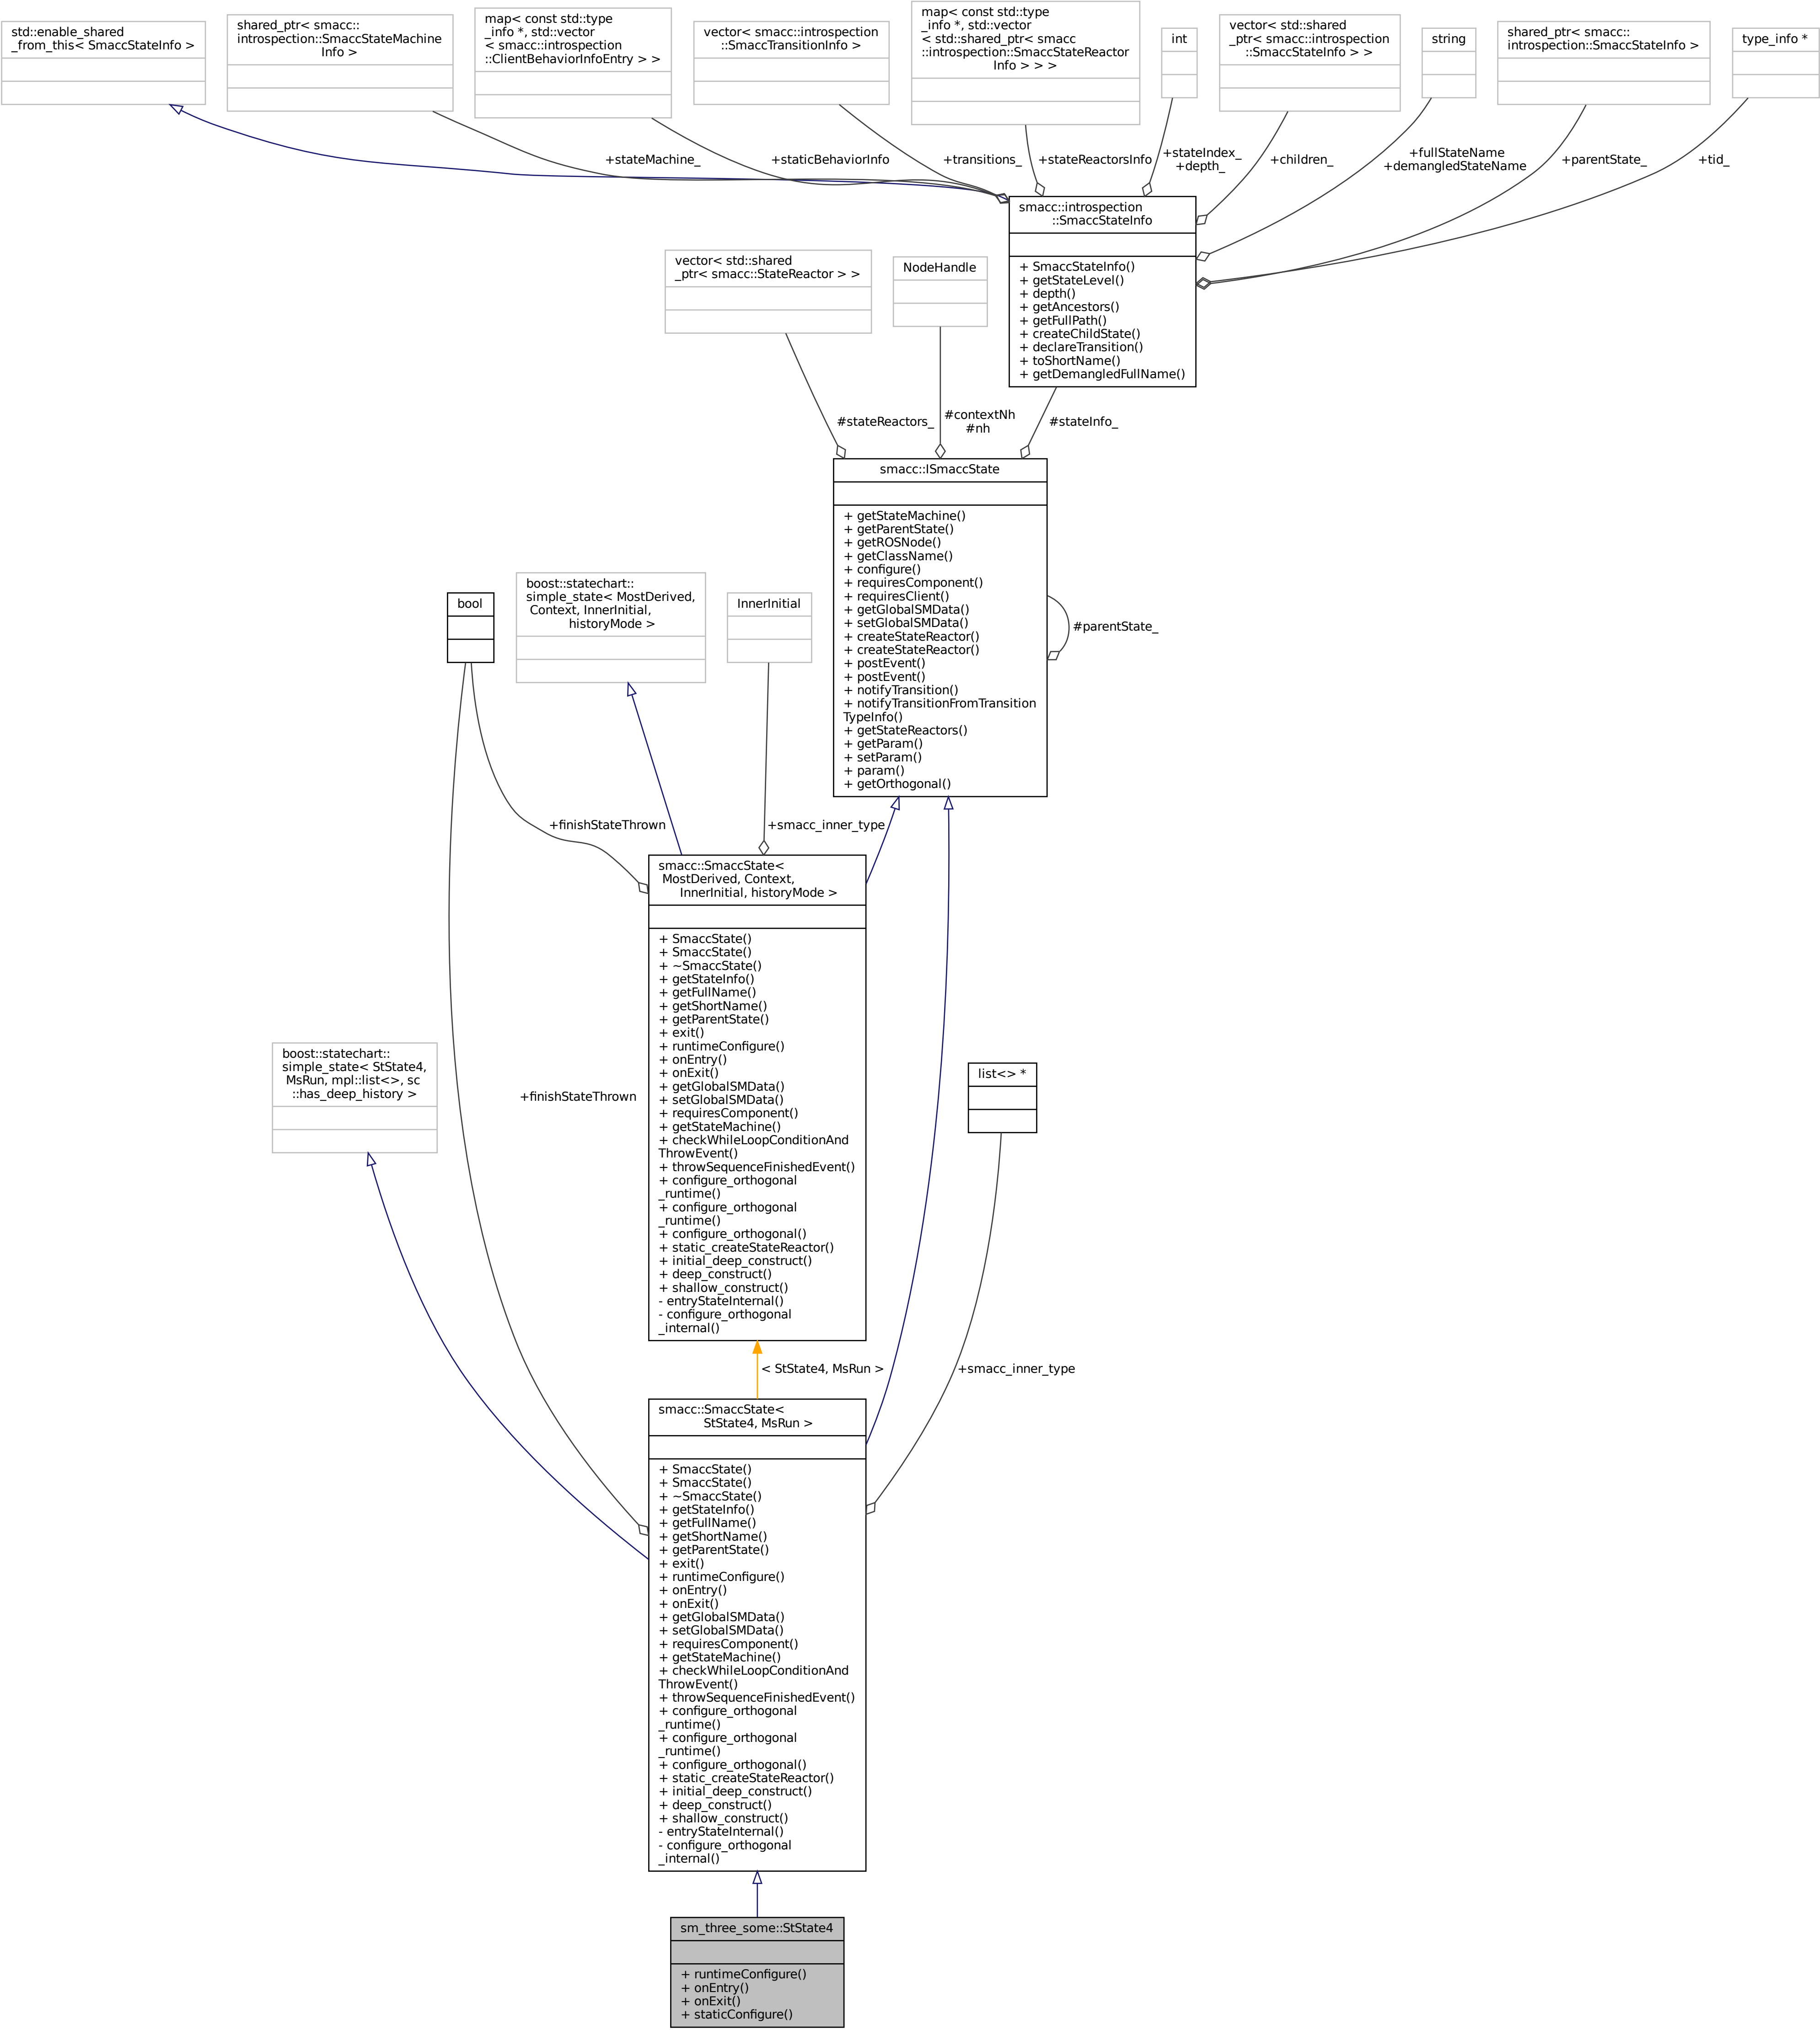 std::enable_shared
_from_this< SmaccStateInfo >
shared_ptr< smacc::
introspection::SmaccStateMachine
Info >
map< const std::type
_info *, std::vector
< smacc::introspection
::ClientBehaviorInfoEntry > >
vector< smacc::introspection
::SmaccTransitionInfo >
map< const std::type
_info *, std::vector
< std::shared_ptr< smacc
::introspection::SmaccStateReactor
Info > > >
int
vector< std::shared
_ptr< smacc::introspection
::SmaccStateInfo > >
string
shared_ptr< smacc::
introspection::SmaccStateInfo >
type_info *
+stateMachine_
+staticBehaviorInfo
+transitions_
+stateReactorsInfo
+stateIndex_
+depth_
+children_
+fullStateName
+demangledStateName
+parentState_
+tid_
smacc::introspection
::SmaccStateInfo
+ SmaccStateInfo()
+ getStateLevel()
+ depth()
+ getAncestors()
+ getFullPath()
+ createChildState()
+ declareTransition()
+ toShortName()
+ getDemangledFullName()
vector< std::shared
_ptr< smacc::StateReactor > >
NodeHandle
#stateReactors_
#contextNh
#nh
#stateInfo_
smacc::ISmaccState
+ getStateMachine()
+ getParentState()
+ getROSNode()
+ getClassName()
+ configure()
+ requiresComponent()
+ requiresClient()
+ getGlobalSMData()
+ setGlobalSMData()
+ createStateReactor()
+ createStateReactor()
+ postEvent()
+ postEvent()
+ notifyTransition()
+ notifyTransitionFromTransition
TypeInfo()
+ getStateReactors()
+ getParam()
+ setParam()
+ param()
+ getOrthogonal()
#parentState_
bool
boost::statechart::
simple_state< MostDerived,
Context, InnerInitial,
historyMode >
InnerInitial
+finishStateThrown
+smacc_inner_type
smacc::SmaccState<
MostDerived, Context,
InnerInitial, historyMode >
+ SmaccState()
+ SmaccState()
+ ~SmaccState()
+ getStateInfo()
+ getFullName()
+ getShortName()
+ getParentState()
+ exit()
+ runtimeConfigure()
+ onEntry()
+ onExit()
+ getGlobalSMData()
+ setGlobalSMData()
+ requiresComponent()
+ getStateMachine()
+ checkWhileLoopConditionAnd
ThrowEvent()
+ throwSequenceFinishedEvent()
+ configure_orthogonal
_runtime()
+ configure_orthogonal
_runtime()
+ configure_orthogonal()
+ static_createStateReactor()
+ initial_deep_construct()
+ deep_construct()
+ shallow_construct()
- entryStateInternal()
- configure_orthogonal
_internal()
boost::statechart::
simple_state< StState4,
MsRun, mpl::list<>, sc
::has_deep_history >
+finishStateThrown
list<> *
< StState4, MsRun >
+smacc_inner_type
smacc::SmaccState<
StState4, MsRun >
+ SmaccState()
+ SmaccState()
+ ~SmaccState()
+ getStateInfo()
+ getFullName()
+ getShortName()
+ getParentState()
+ exit()
+ runtimeConfigure()
+ onEntry()
+ onExit()
+ getGlobalSMData()
+ setGlobalSMData()
+ requiresComponent()
+ getStateMachine()
+ checkWhileLoopConditionAnd
ThrowEvent()
+ throwSequenceFinishedEvent()
+ configure_orthogonal
_runtime()
+ configure_orthogonal
_runtime()
+ configure_orthogonal()
+ static_createStateReactor()
+ initial_deep_construct()
+ deep_construct()
+ shallow_construct()
- entryStateInternal()
- configure_orthogonal
_internal()
sm_three_some::StState4
+ runtimeConfigure()
+ onEntry()
+ onExit()
+ staticConfigure()